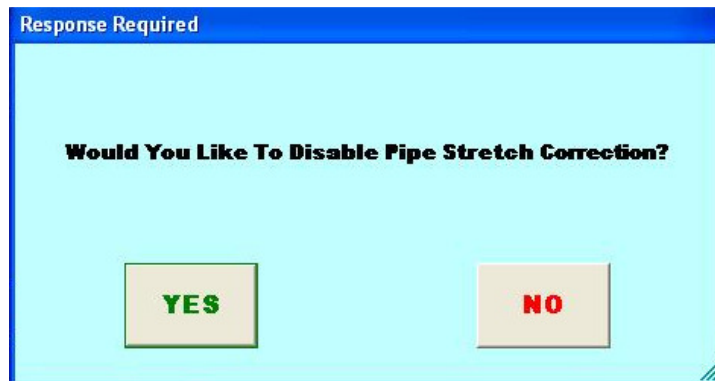 Response Required
Would You Like To Disable Pipe Stretch Correction?
YES
NO